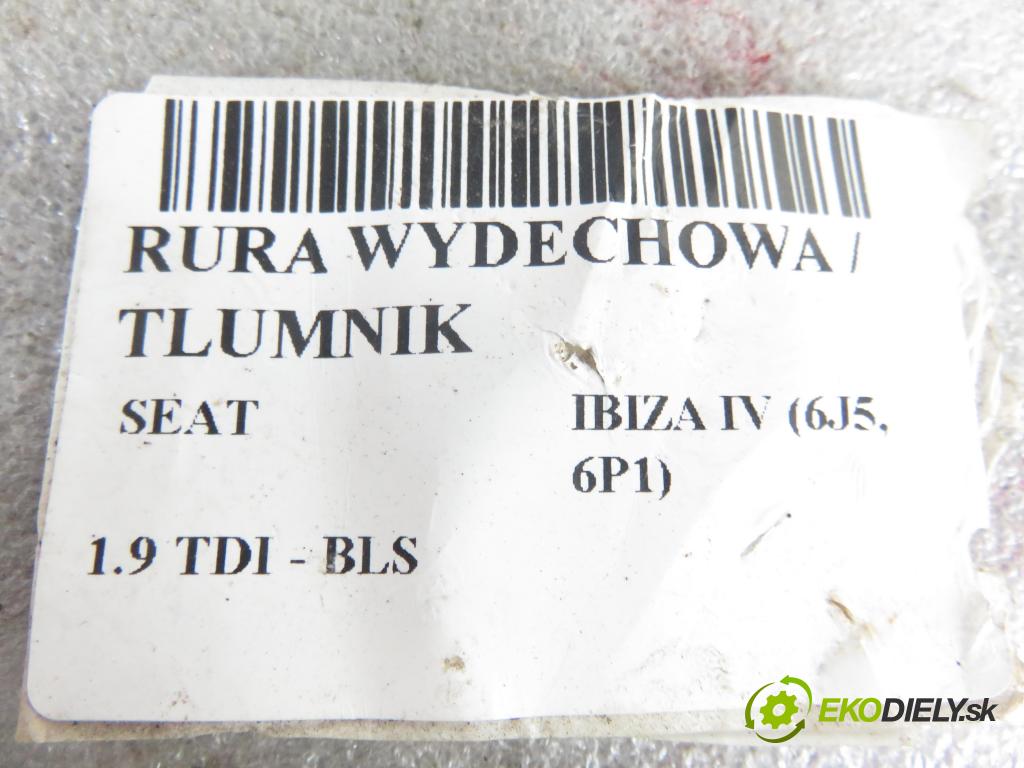 RURA WYDECHOWA /
TLUMNIK
SEAT IBIZA IV (6J5,
6P1)
1.9 TDI - BLS
EKODIELY.sk